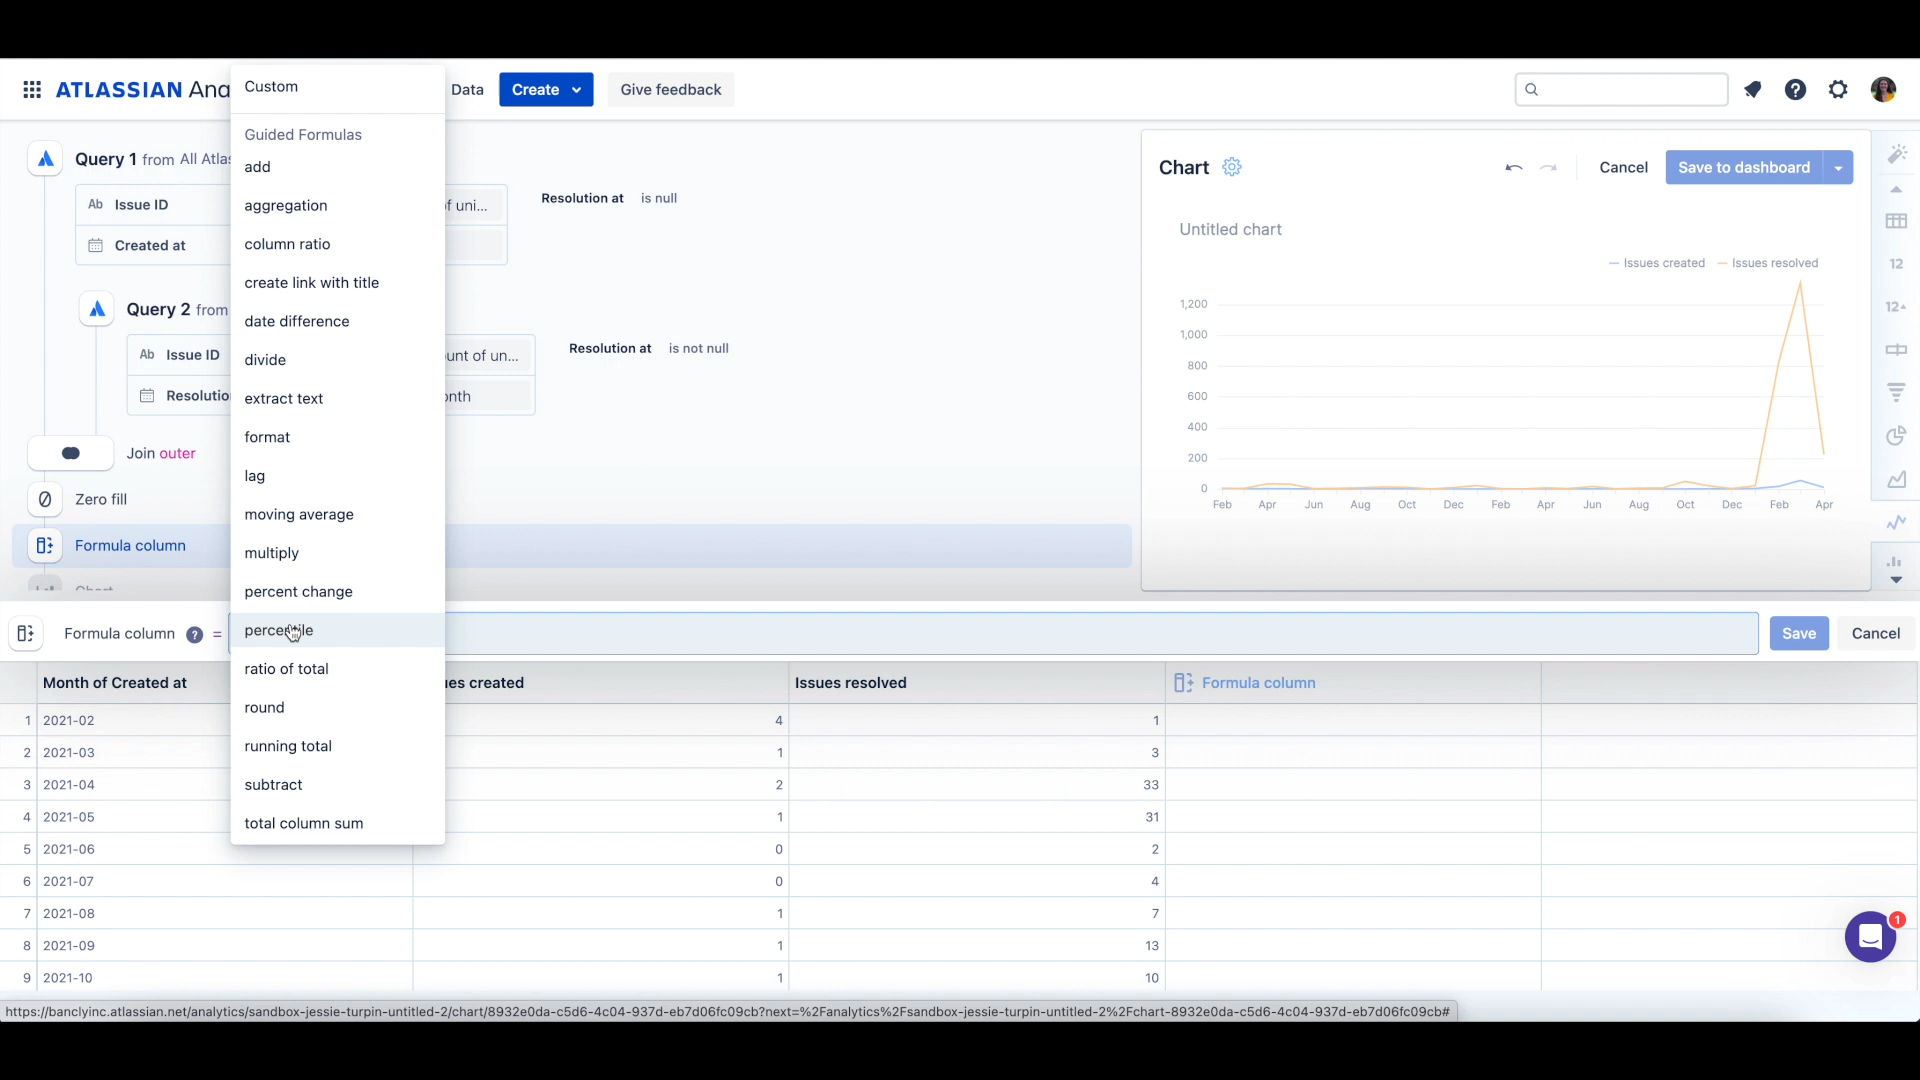 ATLASSIAN Ana
Data
Create
Give feedback
Custom
Guided Formulas
add
aggregation
column ratio
create link with title
date difference
divide
extract text
format
lag
moving average
multiply
percent change
percentile
ratio of total
round
running total
subtract
total column sum
Query 1 from All Atlas
Ab Issue ID
of uni...
Created at
Resolution at is null
Query 2 from
Ab Issue ID
unt of un...
Resolutio
onth
Resolution at is not null
Join outer
Zero fill
Formula column
Chart
Chart
Cancel
Save to dashboard
Untitled chart
Issues created
Issues resolved
1,200
1,000
800
600
400
200
0
Feb Apr Jun Aug Oct Dec Feb Apr Jun Aug Oct Dec Feb Apr
12
12
Formula column ? =
Save
Cancel
Month of Created at
ues created
Issues resolved
Formula column
1 2021-02 4 1
2 2021-03 1 3
3 2021-04 2 33
4 2021-05 1 31
5 2021-06 0 2
6 2021-07 0 4
7 2021-08 1 7
8 2021-09 1 13
9 2021-10 1 10
1
https://banclyinc.atlassian.net/analytics/sandbox-jessie-turpin-untitled-2/chart/8932e0da-c5d6-4c04-937d-eb7d06fc09cb?next=%2Fanalytics%2Fsandbox-jessie-turpin-untitled-2%2Fchart-8932e0da-c5d6-4c04-937d-eb7d06fc09cb#